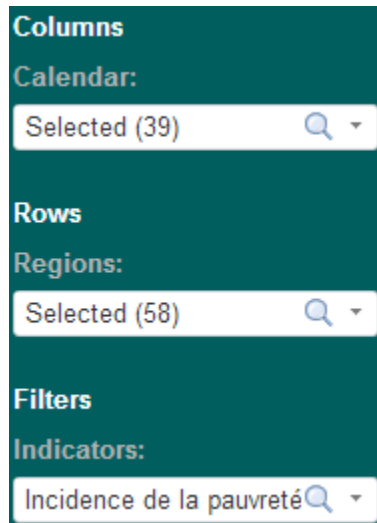 Columns
Calendar:
Selected (39)
Rows
Regions:
Selected (58)
Filters
Indicators:
Incidence de la pauvreté